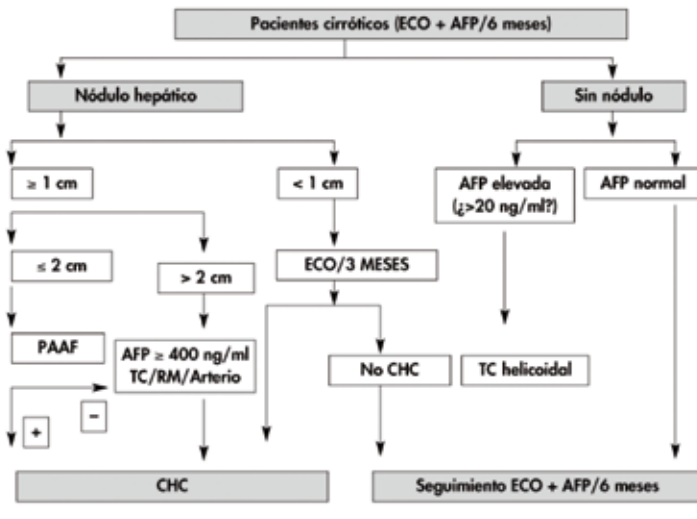 Pacientes cirróticos (ECO + AFP/6 meses)
Nódulo hepático
Sin nódulo
≥ 1 cm
< 1 cm
AFP elevada
(¿>20 ng/ml?)
AFP normal
≤ 2 cm
> 2 cm
ECO/3 MESES
PAAF
AFP ≥ 400 ng/ml
TC/RM/Arterio
No CHC
TC helicoidal
+
−
CHC
Seguimiento ECO + AFP/6 meses